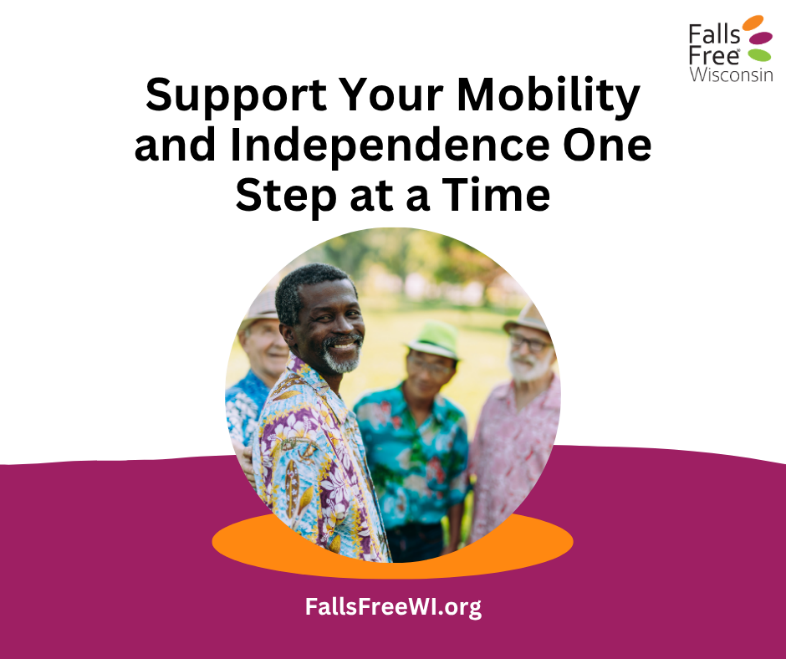 Falls
Free®
Wisconsin
Support Your Mobility
and Independence One
Step at a Time
FallsFreeWI.org